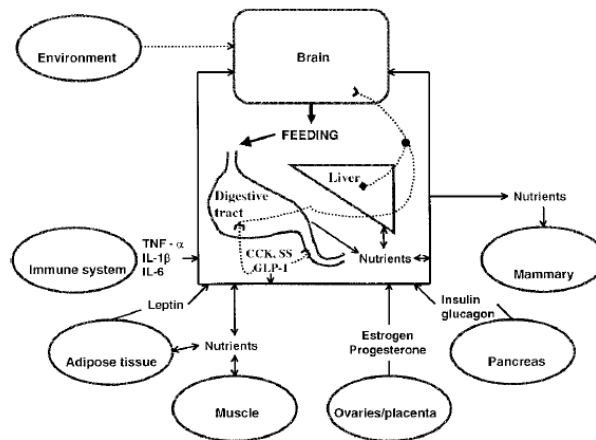 Environment
Brain
FEEDING
Liver
Digestive
tract
Nutrients
CCK, SS
GLP-1
Nutrients
TNF - α
IL-1β
IL-6
Immune system
Mammary
Leptin
Insulin
glucagon
Estrogen
Progesterone
Adipose tissue
Nutrients
Pancreas
Muscle
Ovaries/placenta